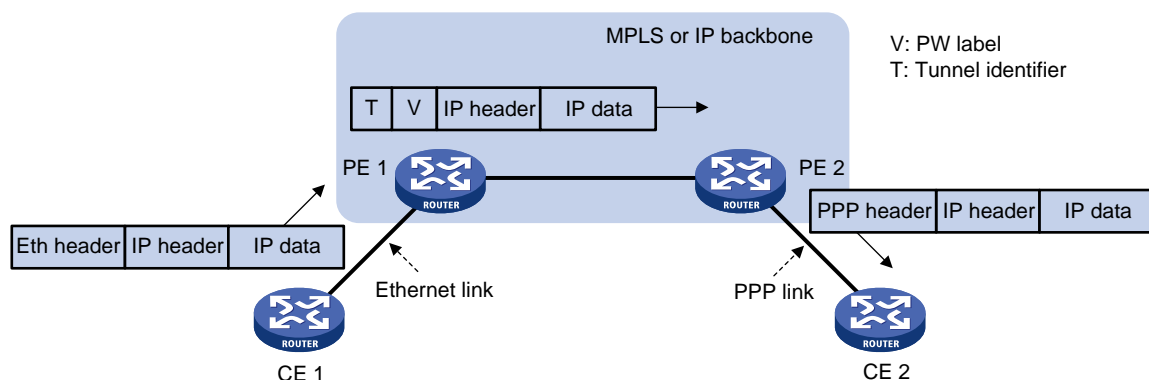 MPLS or IP backbone
V: PW label
T: Tunnel identifier
T V IP header IP data
PE 1
PE 2
ROUTER
ROUTER
Eth header IP header IP data
PPP header IP header IP data
Ethernet link
PPP link
ROUTER
ROUTER
CE 1
CE 2